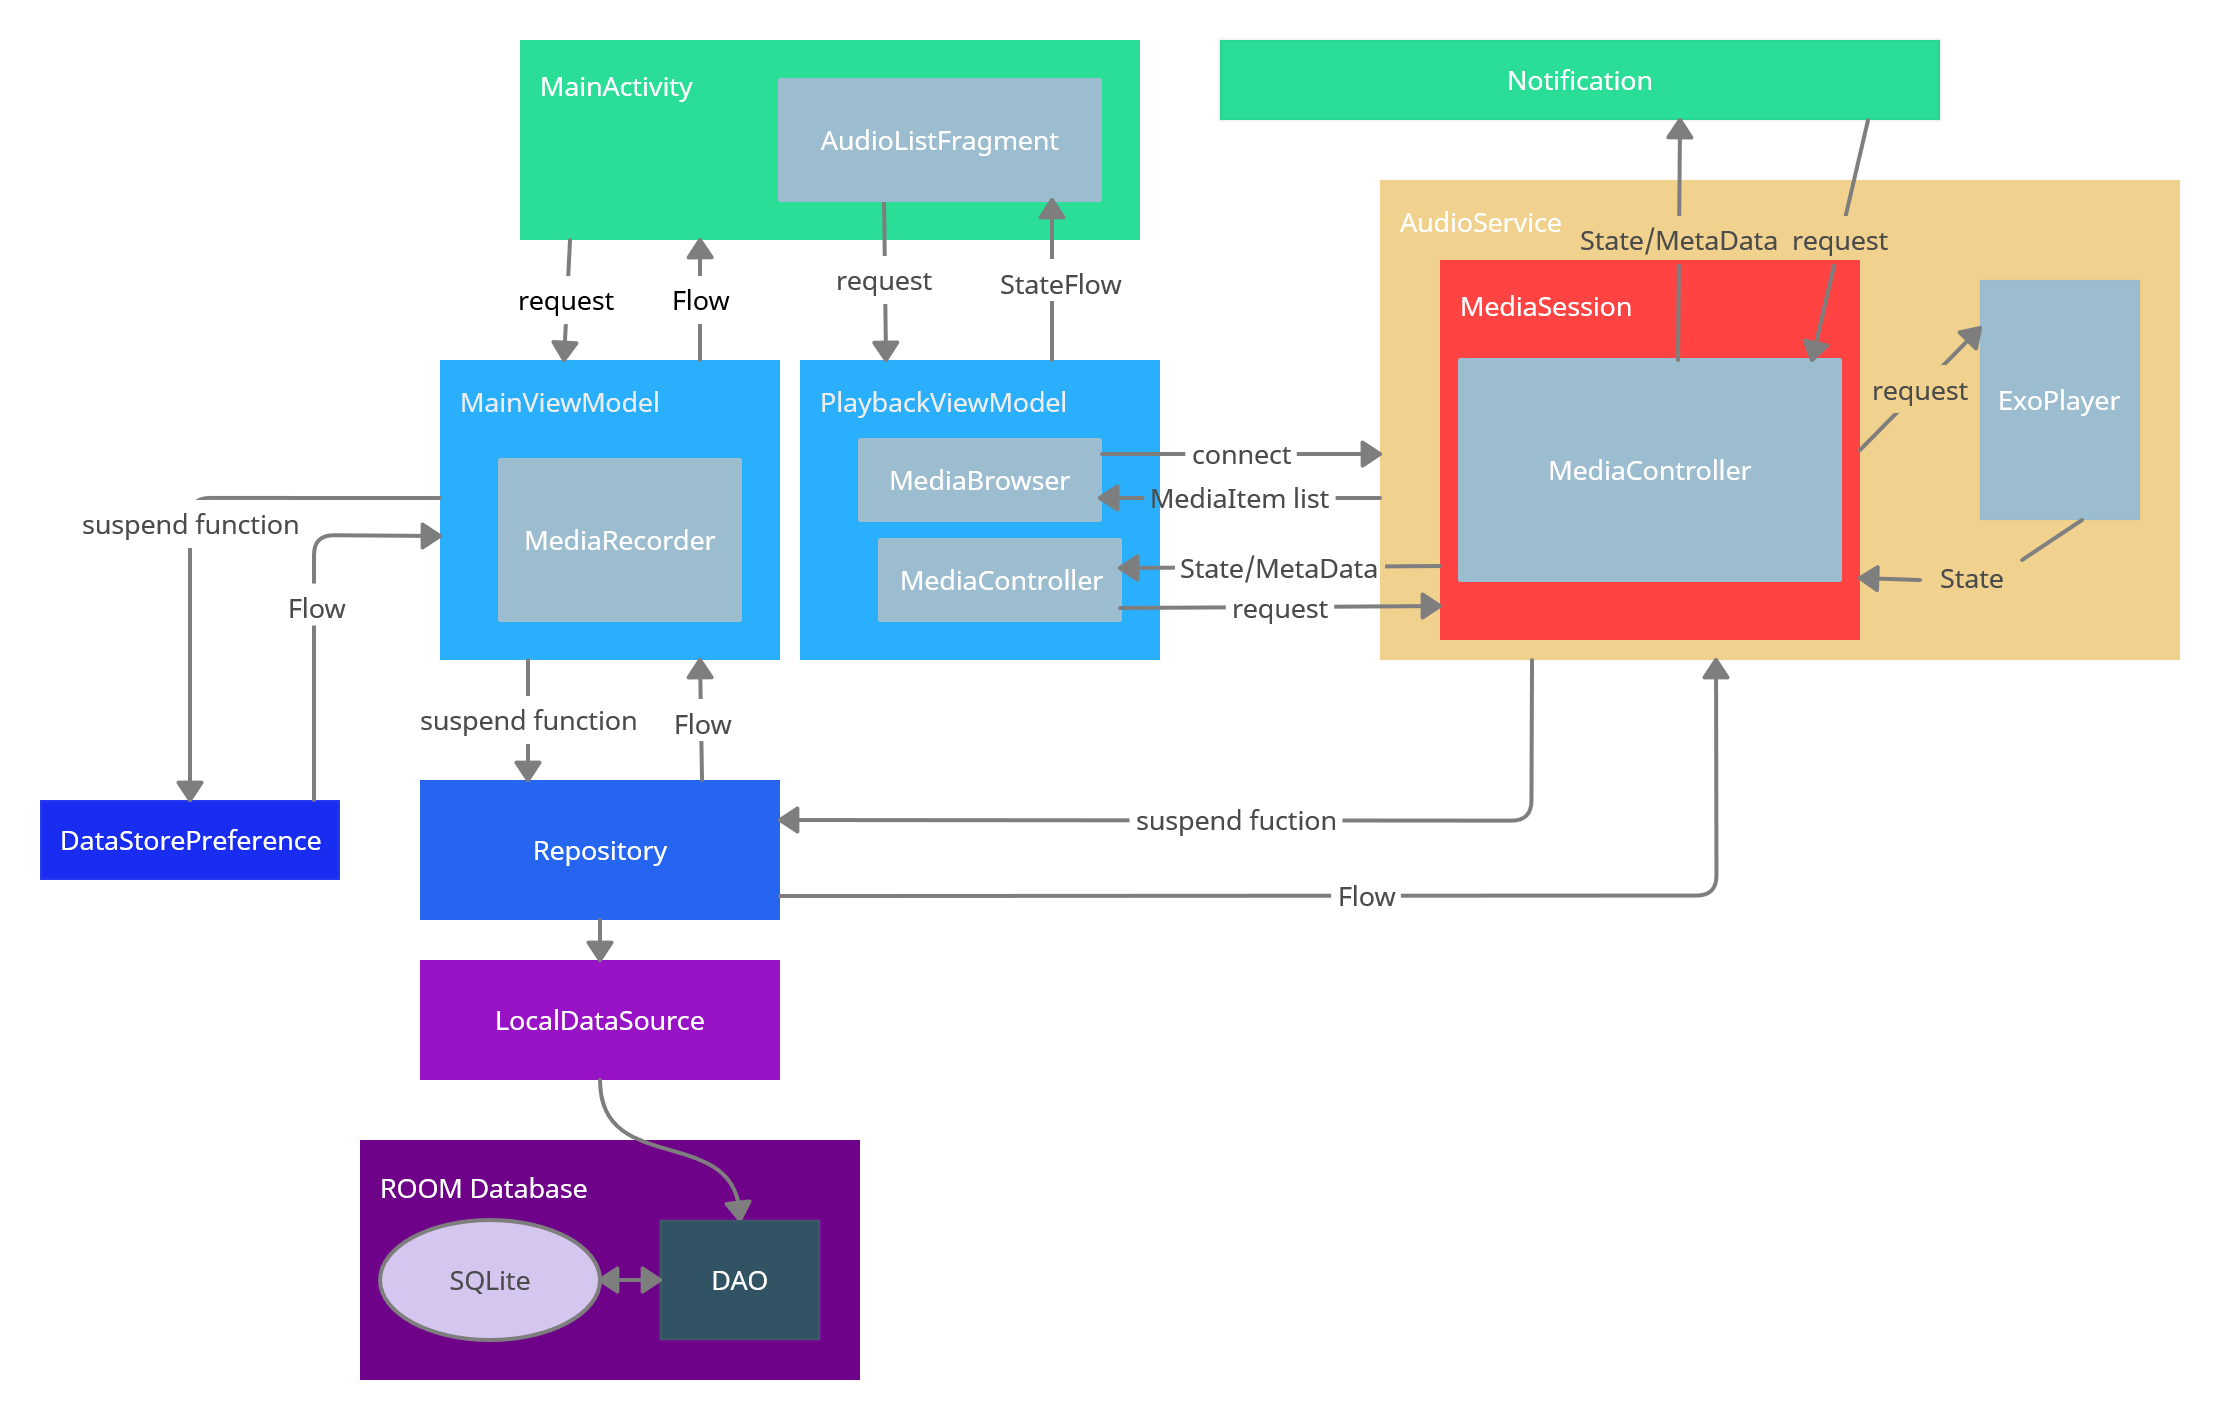 MainActivity
AudioListFragment
Notification
AudioService
State/MetaData
request
request
Flow
request
StateFlow
MediaSession
MainViewModel
PlaybackViewModel
request
ExoPlayer
MediaBrowser
connect
MediaItem list
MediaController
MediaRecorder
suspend function
MediaController
State/MetaData
request
State
Flow
suspend function
Flow
DataStorePreference
Repository
suspend fuction
Flow
LocalDataSource
ROOM Database
SQLite
DAO